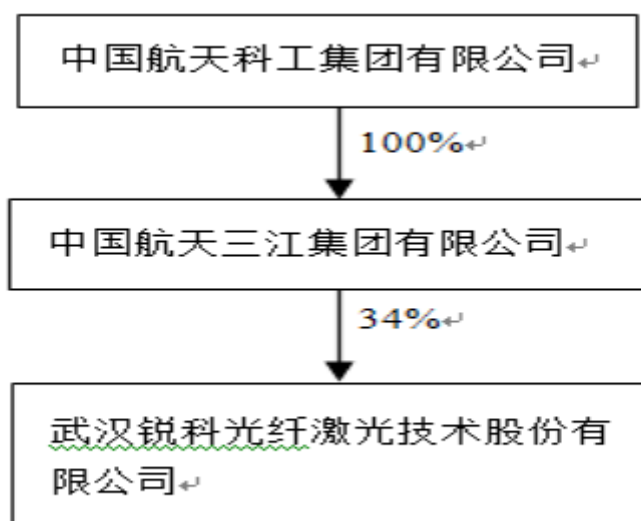 中国航天科工集团有限公司↵
100%↵
中国航天三江集团有限公司↵
34%↵
武汉锐科光纤激光技术股份有
限公司↵